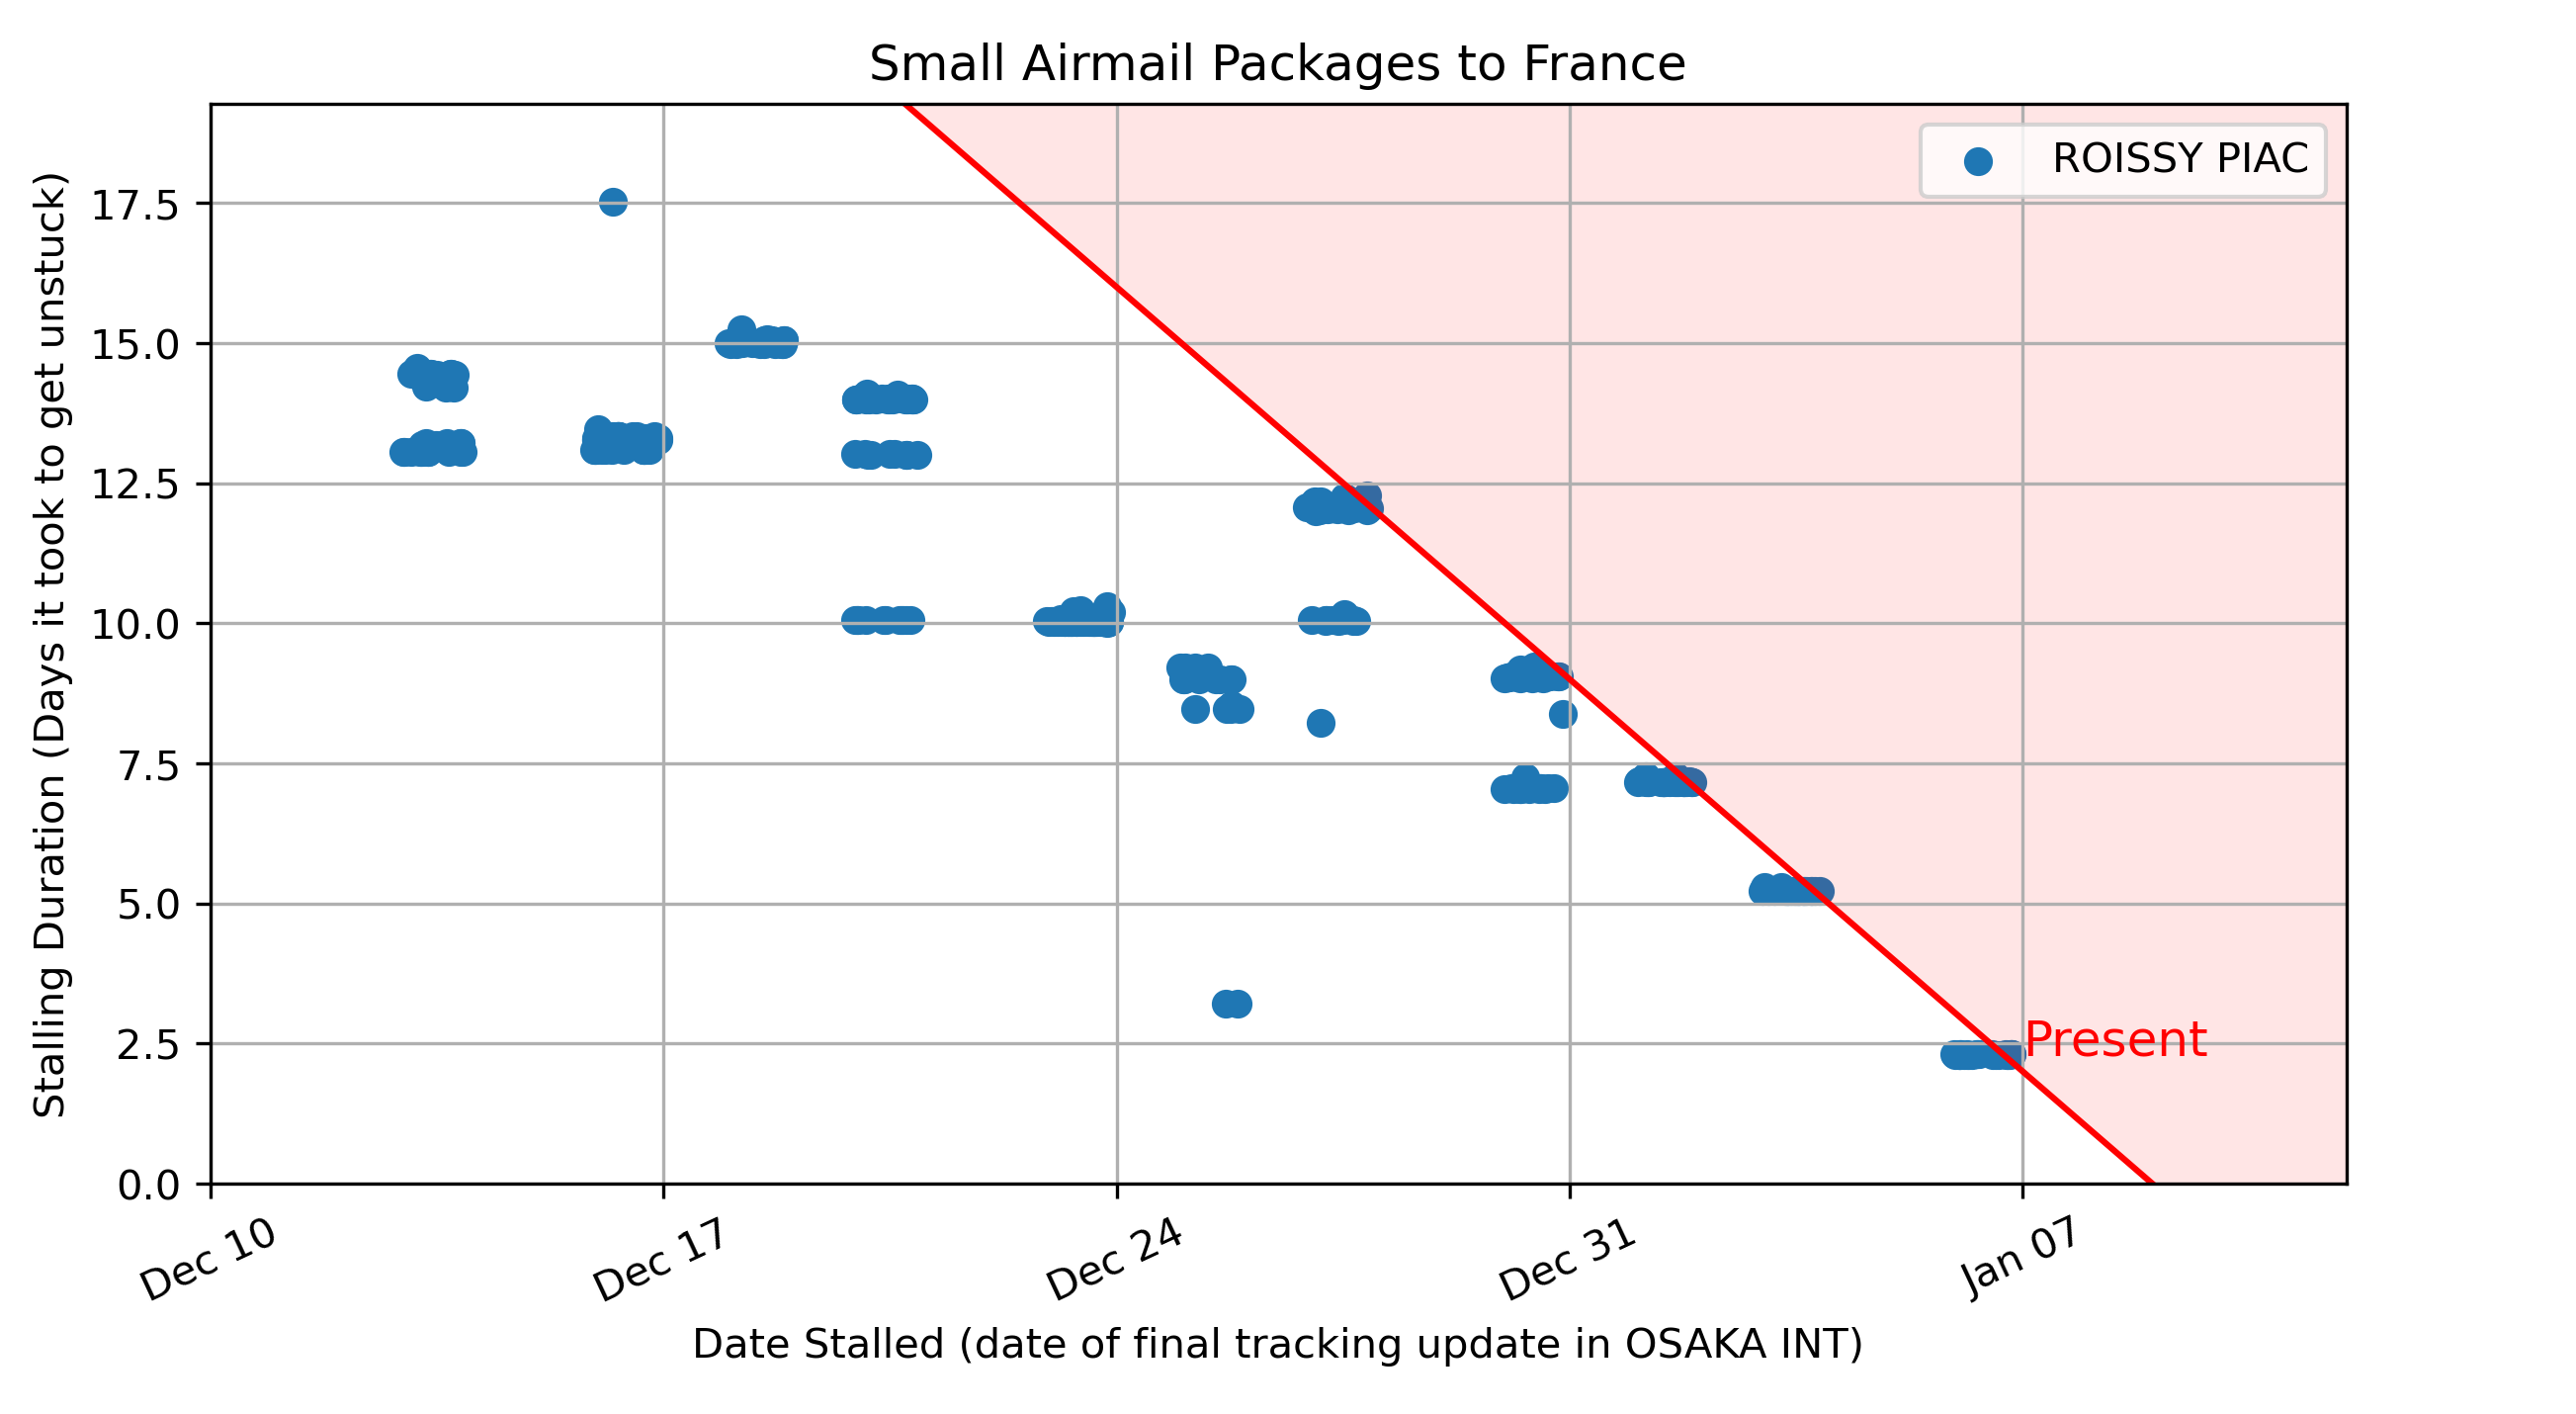 Small Airmail Packages to France
ROISSY PIAC
Stalling Duration (Days it took to get unstuck)
17.5
15.0
12.5
10.0
7.5
5.0
2.5
0.0
Present
Dec 10
Dec 17
Dec 24
Dec 31
Jan 07
Date Stalled (date of final tracking update in OSAKA INT)